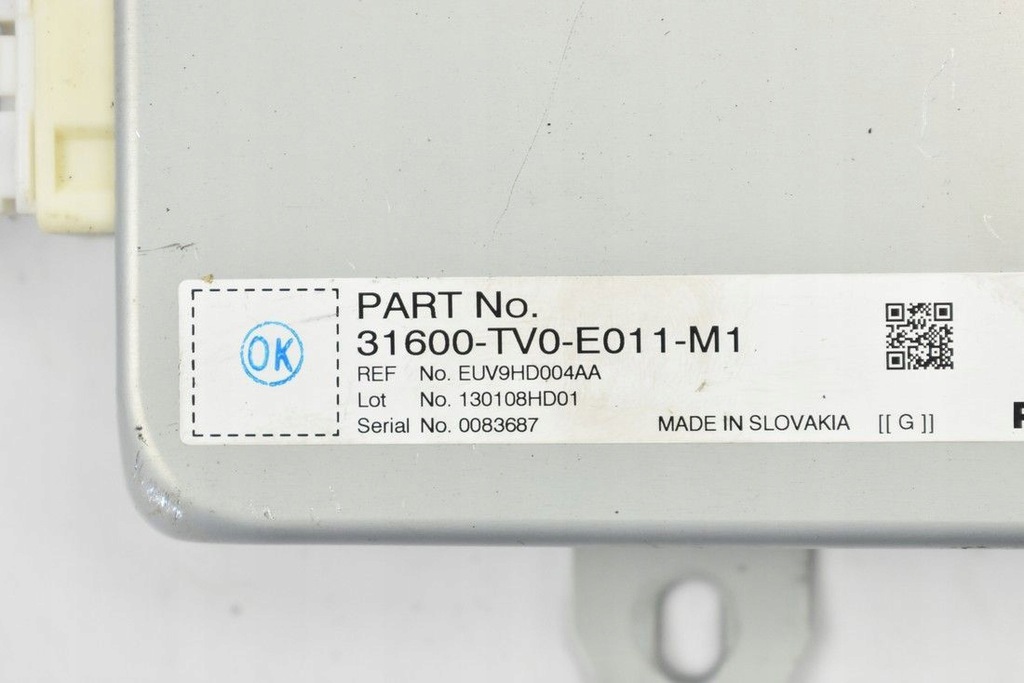 OK
PART No.
31600-TV0-E011-M1
REF No. EUV9HD004AA
Lot No. 130108HD01
Serial No. 0083687
MADE IN SLOVAKIA [[ G ]]